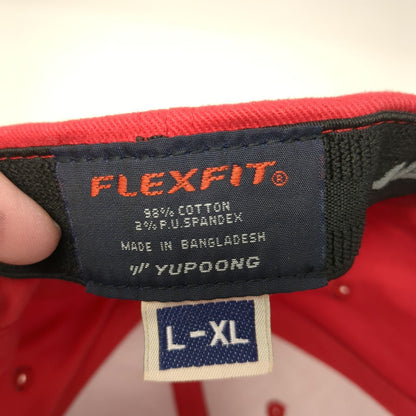 FLEXFIT®
98% COTTON
2% P.U.SPANDEX
MADE IN BANGLADESH
YUPOONG
L-XL